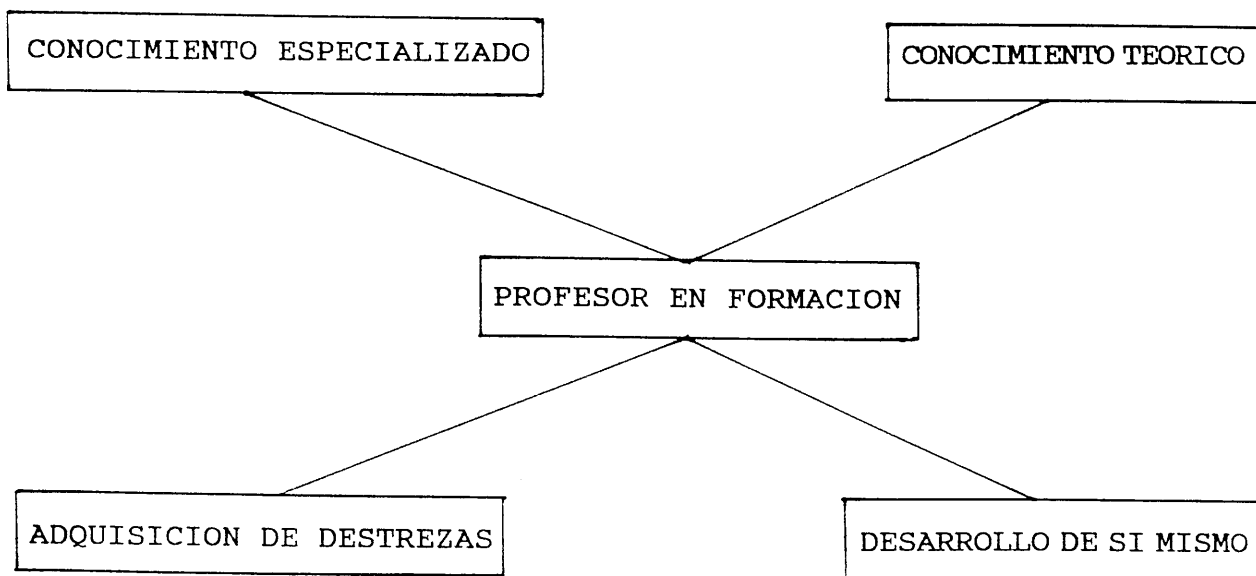 CONOCIMIENTO ESPECIALIZADO
CONOCIMIENTO TEORICO
PROFESOR EN FORMACION
ADQUISICION DE DESTREZAS
DESARROLLO DE SI MISMO